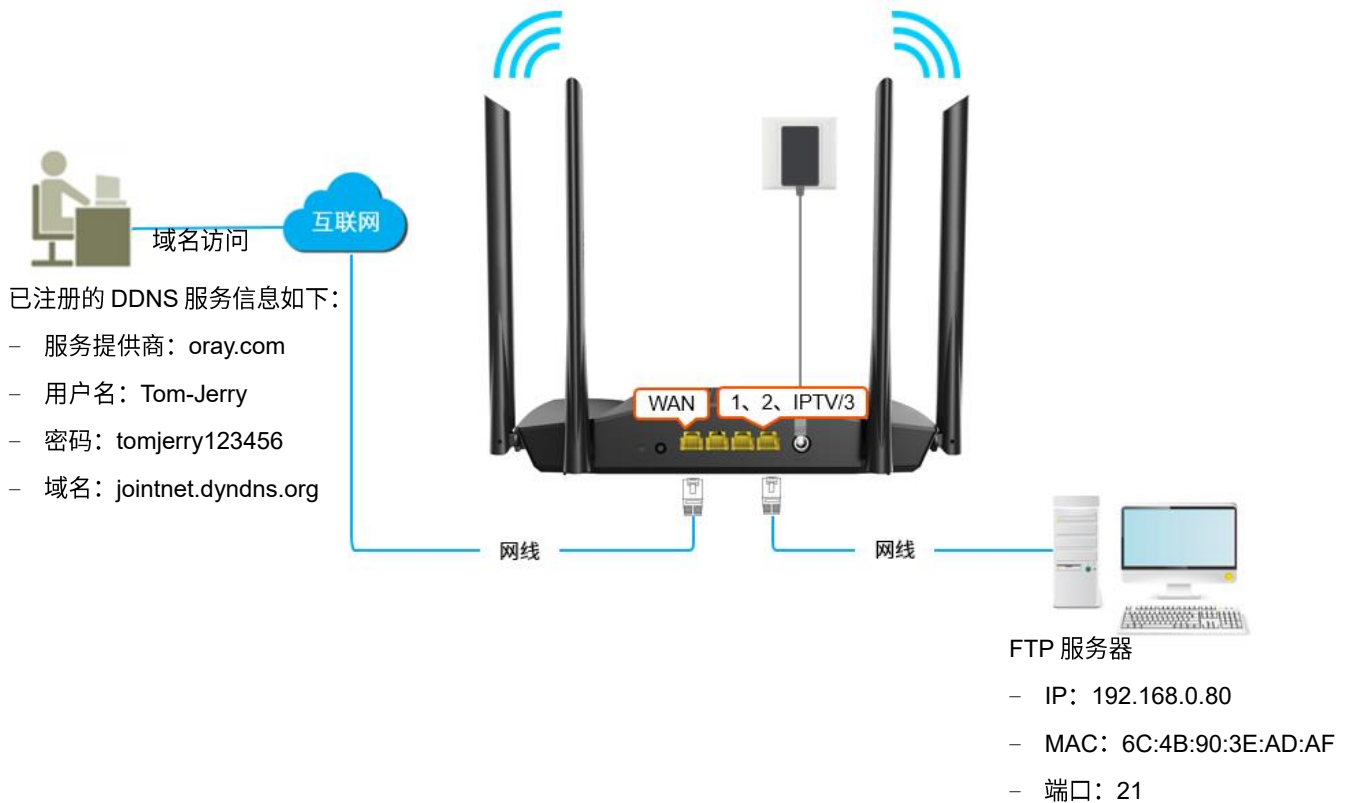 互联网
域名访问
已注册的 DDNS 服务信息如下：
– 服务提供商：oray.com
– 用户名：Tom-Jerry
– 密码：tomjerry123456
– 域名：jointnet.dyndns.org
WAN
1、2、IPTV/3
网线
网线
FTP 服务器
– IP：192.168.0.80
– MAC：6C:4B:90:3E:AD:AF
– 端口：21